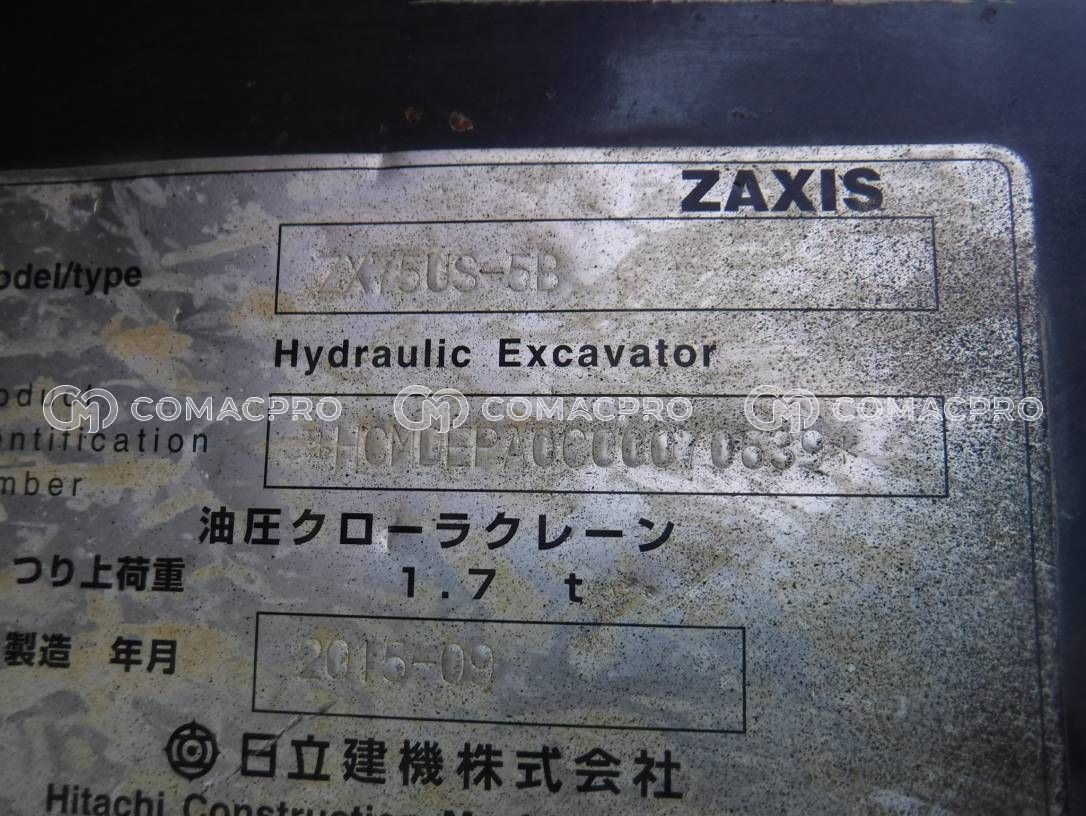 ZAXIS
odel/type ZX75US-5B
Hydraulic Excavator
oduct
COMACPRO COMACPRO COMACPRO
entification
mber
油圧クローラクレーン
つり上荷重 1.7 t
製造 年月 2015-09
日立建機株式会社
Hitachi Construction